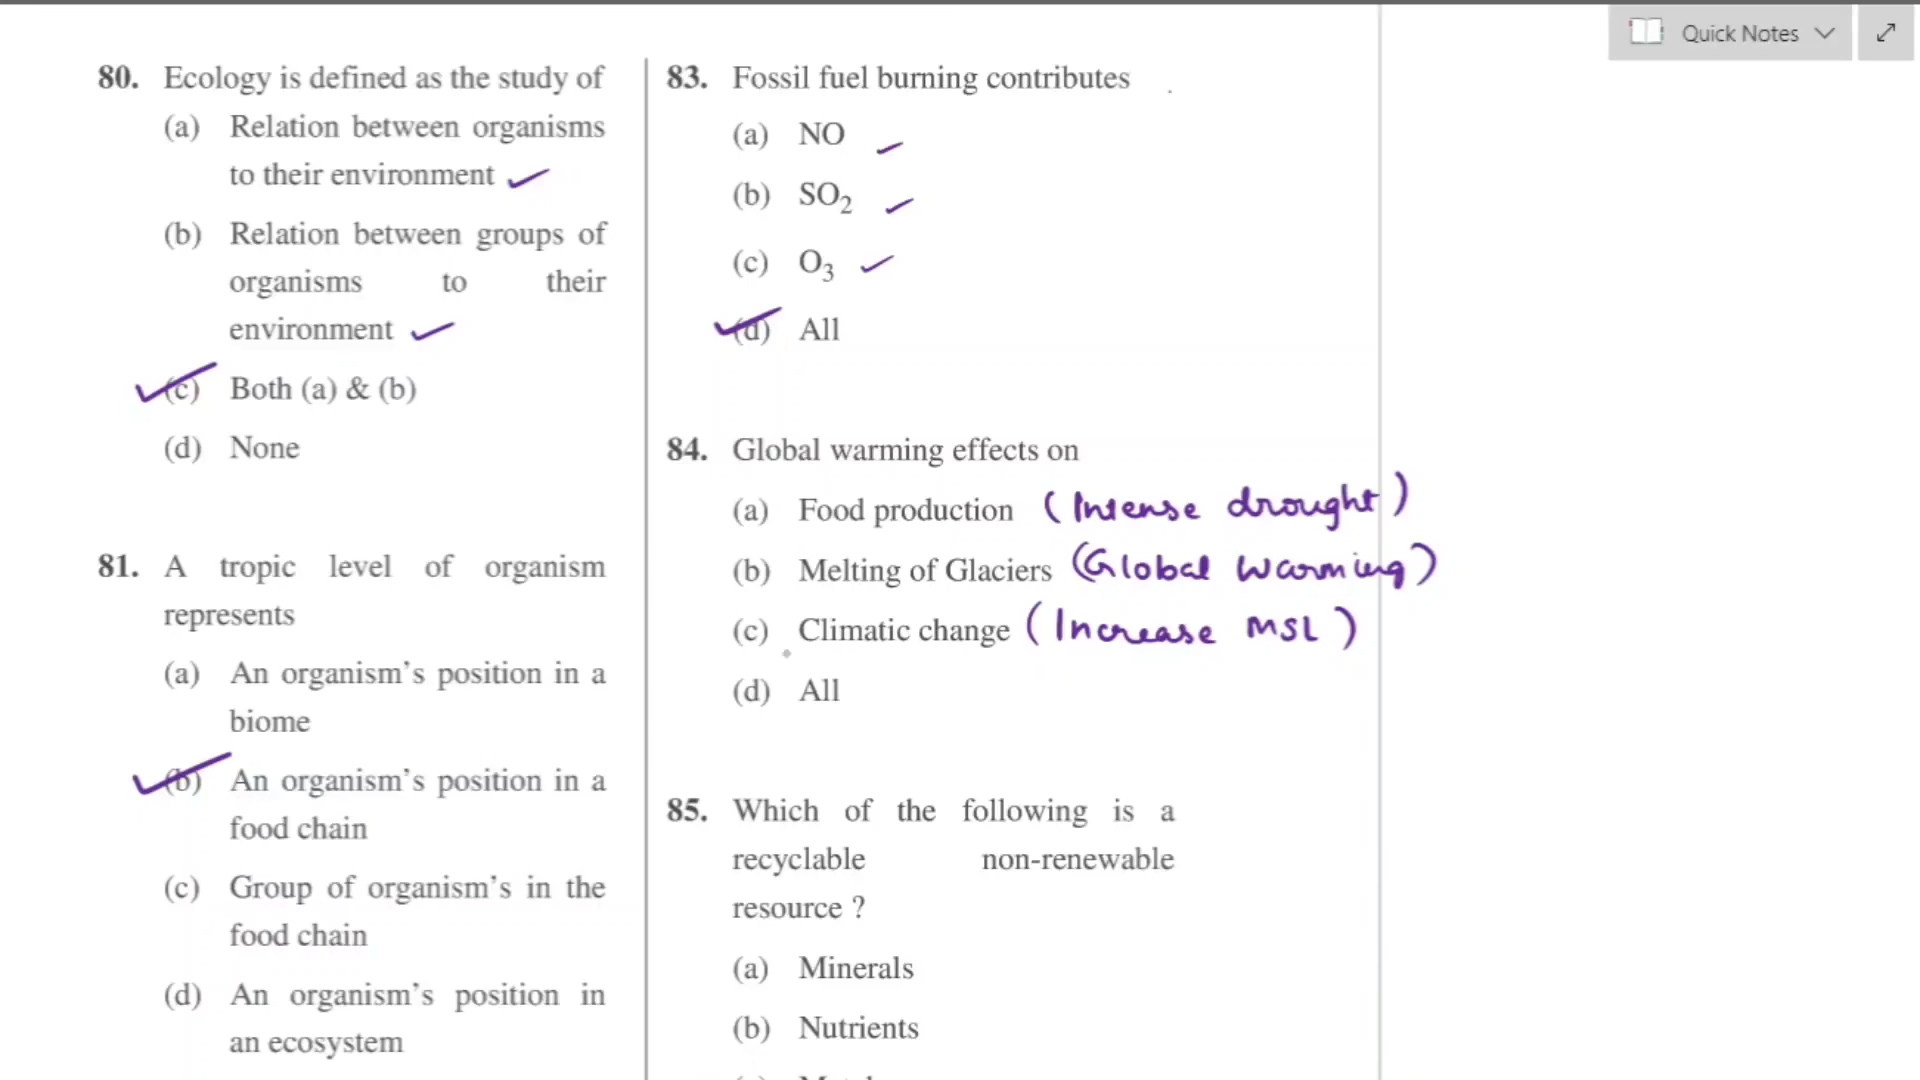 Quick Notes
80. Ecology is defined as the study of
(a) Relation between organisms
to their environment
(b) Relation between groups of
organisms to their
environment
(c) Both (a) & (b)
(d) None
81. A tropic level of organism
represents
(a) An organism's position in a
biome
(b) An organism's position in a
food chain
(c) Group of organism's in the
food chain
(d) An organism's position in
an ecosystem
83. Fossil fuel burning contributes
(a) NO
(b) SO2
(c) O3
(d) All
84. Global warming effects on
(a) Food production (Intense drought)
(b) Melting of Glaciers (Global Warming)
(c) Climatic change (Increase MSL)
(d) All
85. Which of the following is a
recyclable non-renewable
resource ?
(a) Minerals
(b) Nutrients